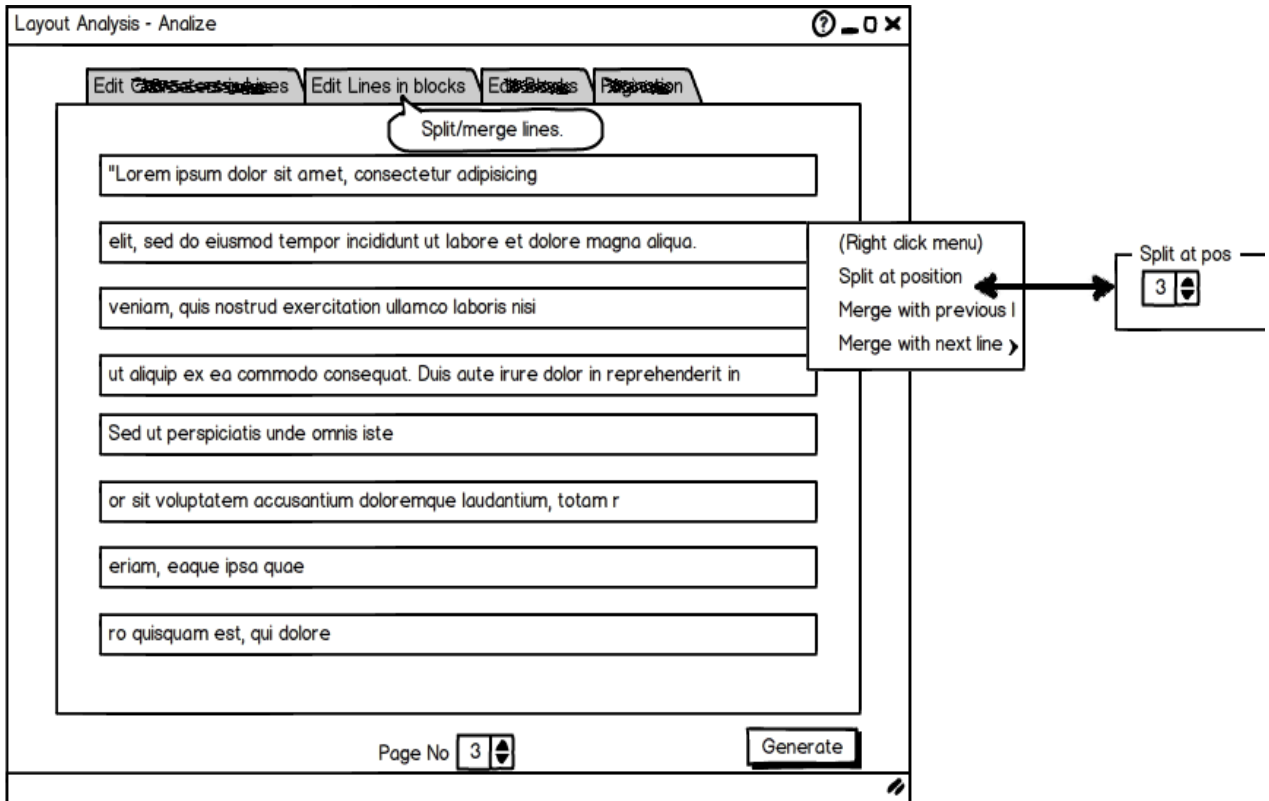 Layout Analysis - Analize
Edit
Edit Lines in blocks
Split/merge lines.
"Lorem ipsum dolor sit amet, consectetur adipisicing
elit, sed do eiusmod tempor incididunt ut labore et dolore magna aliqua.
(Right click menu)
Split at pos
Split at position
3
veniam, quis nostrud exercitation ullamco laboris nisi
Merge with previous l
Merge with next line
ut aliquip ex ea commodo consequat. Duis aute irure dolor in reprehenderit in
Sed ut perspiciatis unde omnis iste
or sit voluptatem accusantium doloremque laudantium, totam r
eriam, eaque ipsa quae
ro quisquam est, qui dolore
Page No 3
Generate